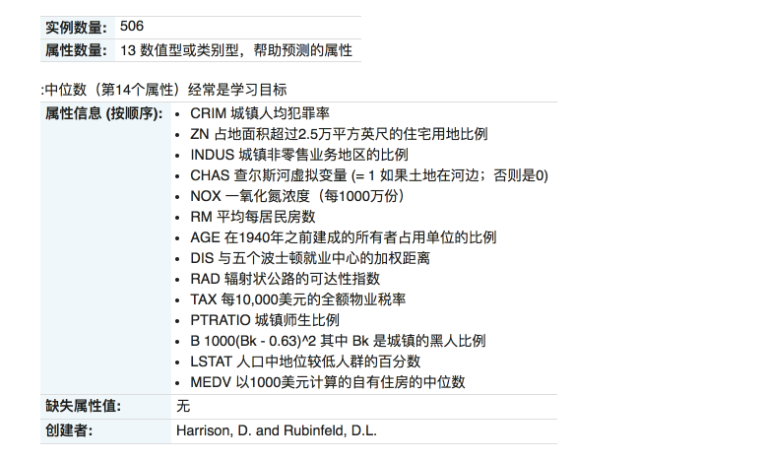 实例数量: 506
属性数量: 13 数值型或类别型，帮助预测的属性
:中位数（第14个属性）经常是学习目标
属性信息 (按顺序): • CRIM 城镇人均犯罪率
• ZN 占地面积超过2.5万平方英尺的住宅用地比例
• INDUS 城镇非零售业务地区的比例
• CHAS 查尔斯河虚拟变量 (= 1 如果土地在河边；否则是0)
• NOX 一氧化氮浓度（每1000万份）
• RM 平均每居民房数
• AGE 在1940年之前建成的所有者占用单位的比例
• DIS 与五个波士顿就业中心的加权距离
• RAD 辐射状公路的可达性指数
• TAX 每10,000美元的全额物业税率
• PTRATIO 城镇师生比例
• B 1000(Bk - 0.63)^2 其中 Bk 是城镇的黑人比例
• LSTAT 人口中地位较低人群的百分数
• MEDV 以1000美元计算的自有住房的中位数
缺失属性值: 无
创建者: Harrison, D. and Rubinfeld, D.L.